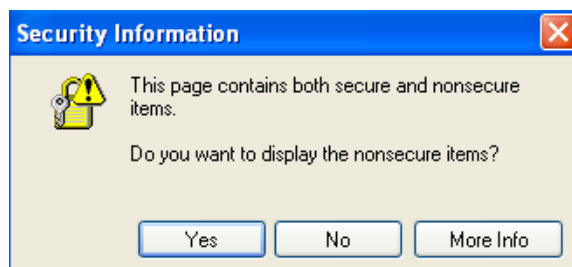 Security Information
This page contains both secure and nonsecure
items.
Do you want to display the nonsecure items?
Yes
No
More Info